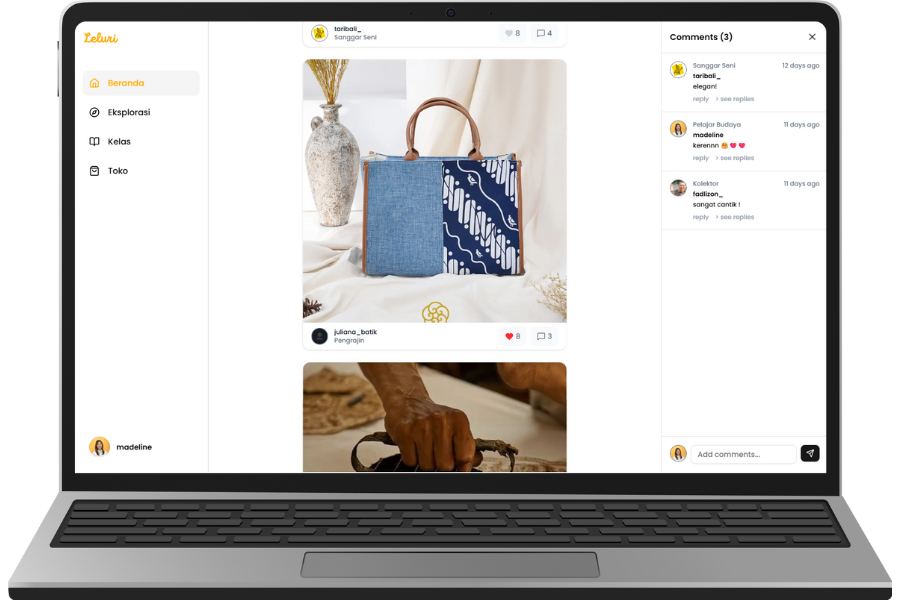 Leluri
Beranda
Eksplorasi
Kelas
Toko
madeline
taribali_
Sanggar Seni
8
4
juliana_batik
Pengrajin
8
3
Comments (3)
Sanggar Seni
12 days ago
taribali_
elegan!
reply > see replies
Pelajar Budaya
11 days ago
madeline
kerennn 🤗 ❤️ ❤️
reply > see replies
Kolektor
11 days ago
fadlizon_
sangat cantik !
reply > see replies
Add comments...